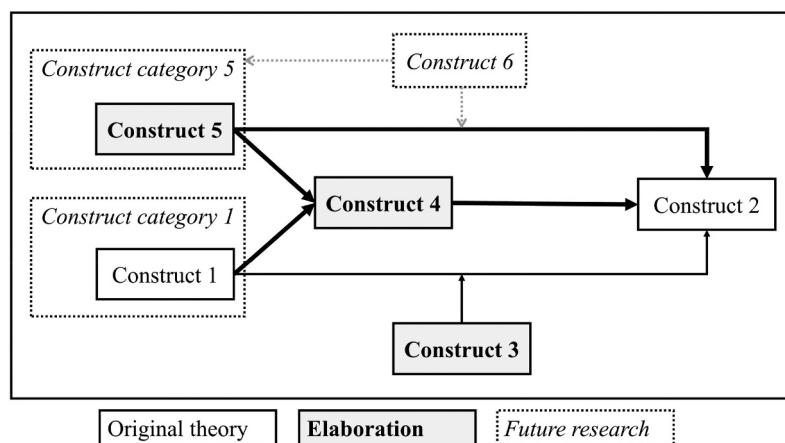 Construct category 5
Construct 6
Construct 5
Construct 4
Construct 2
Construct category 1
Construct 1
Construct 3
Original theory
Elaboration
Future research